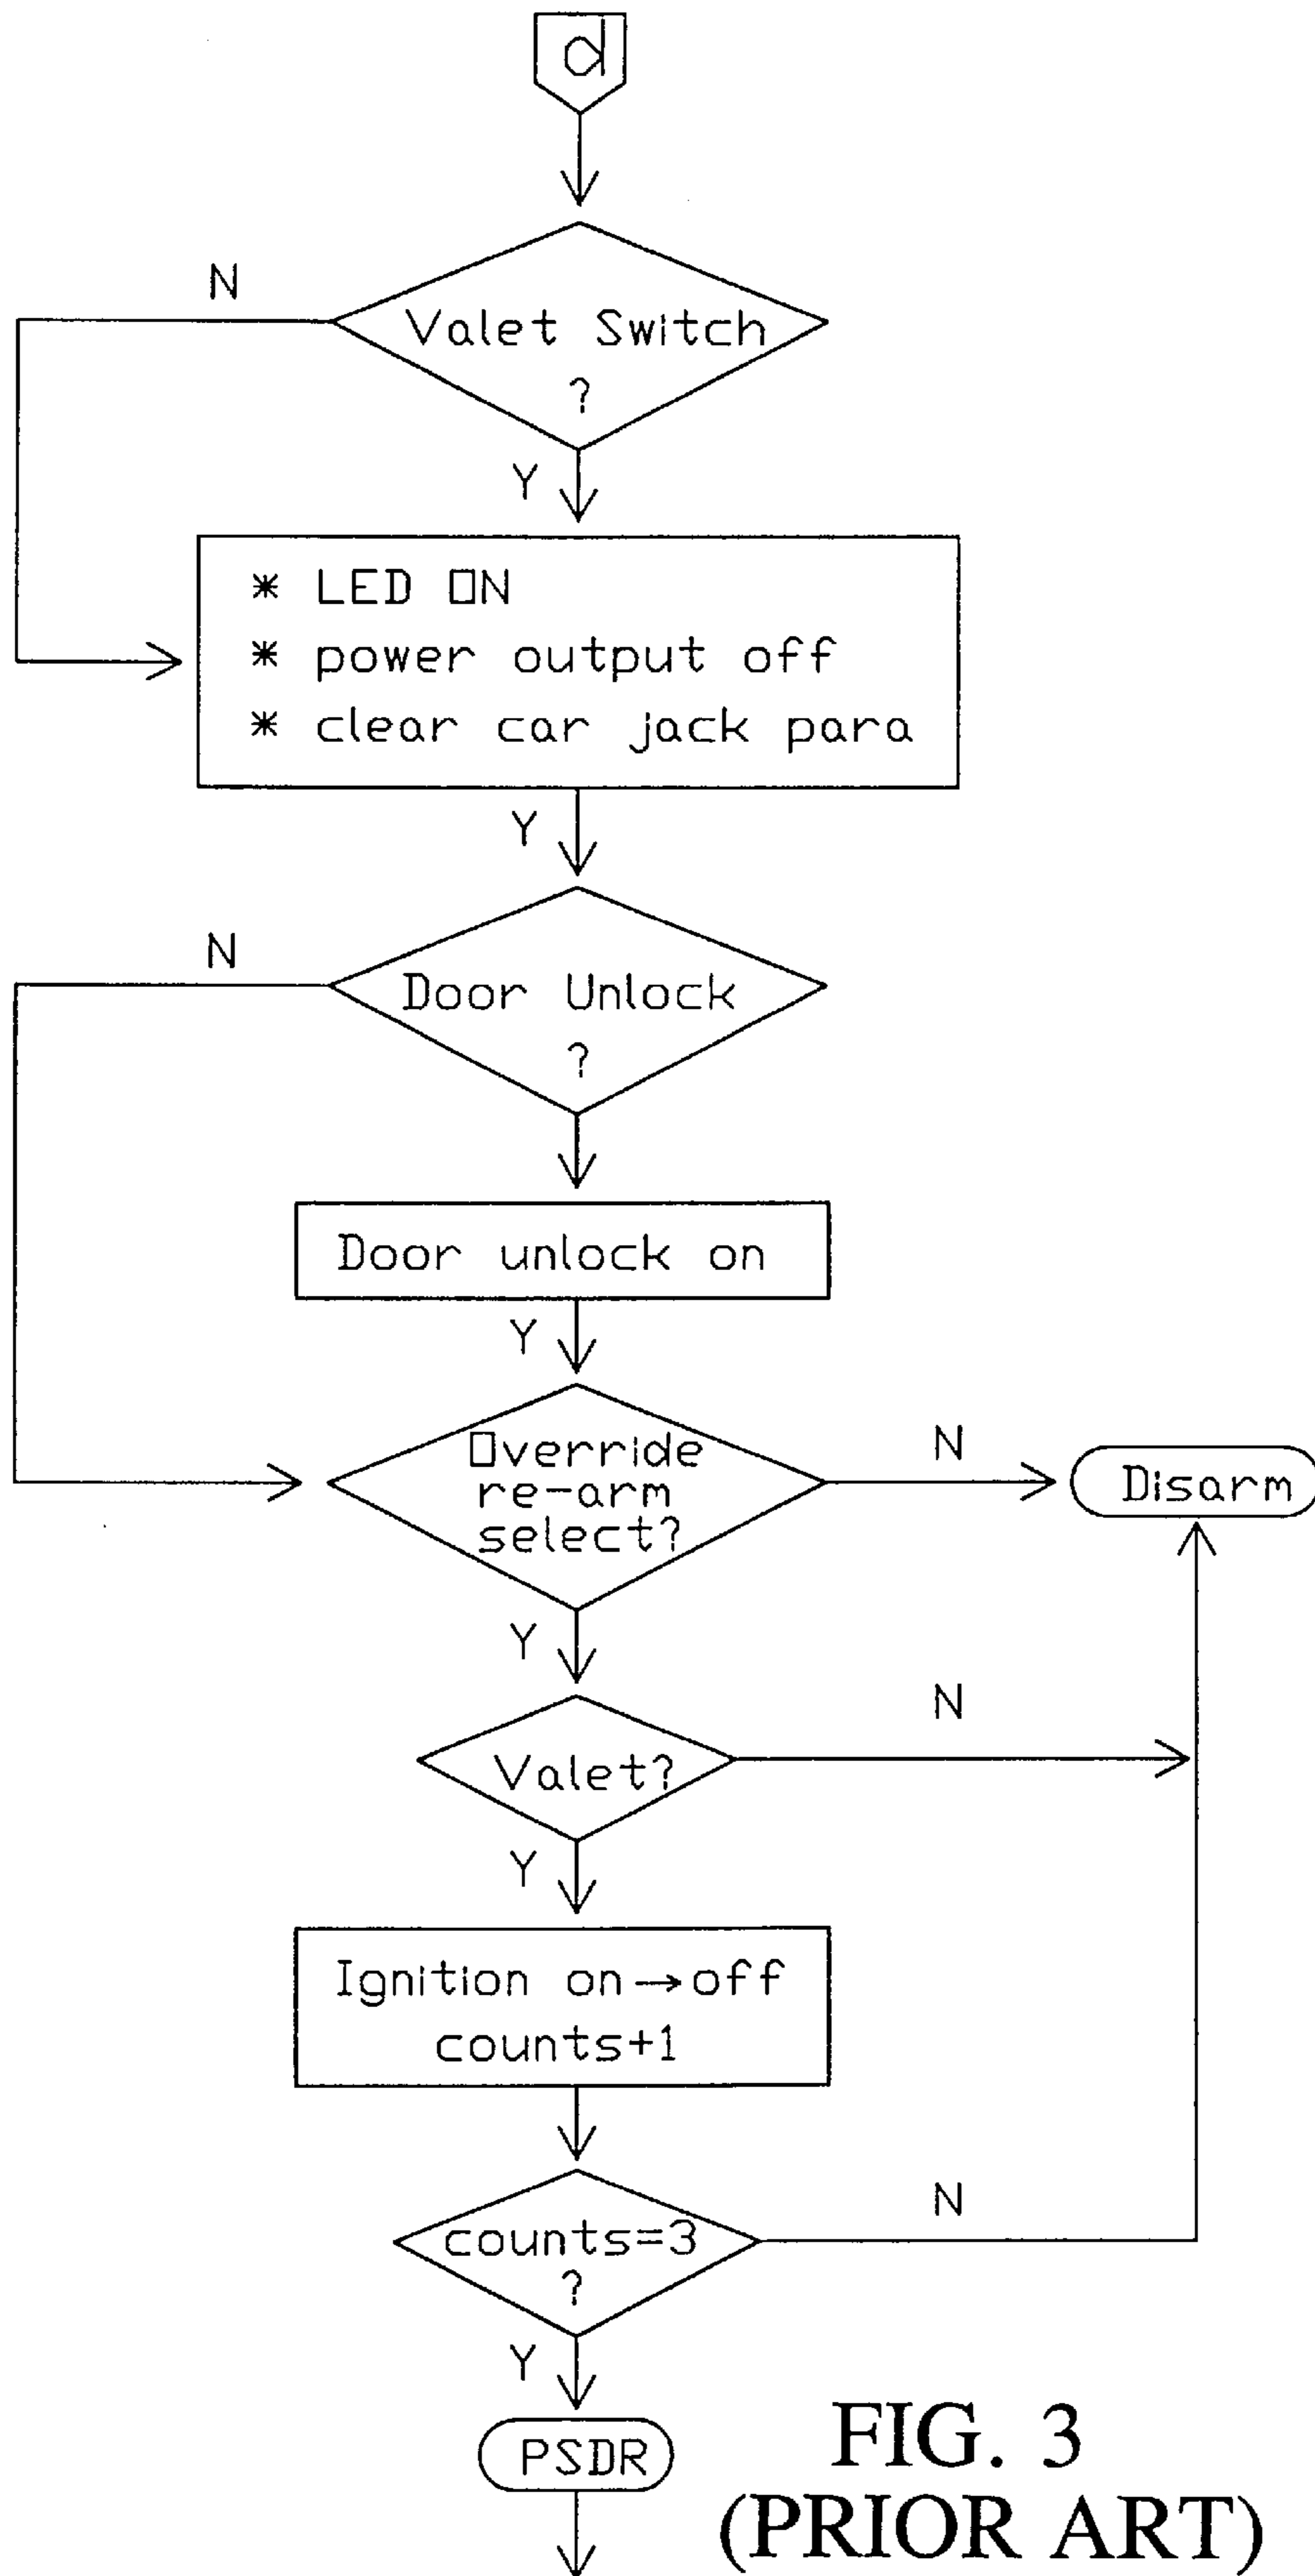 d
N
Valet Switch
?
Y
* LED ON
* power output off
* clear car jack para
Y
N
Door Unlock
?
Door unlock on
Y
Override
re-arm
select?
N
Disarm
Y
Valet?
N
Y
Ignition on→off
counts+1
counts=3
?
N
Y
PSDR
FIG. 3
(PRIOR ART)